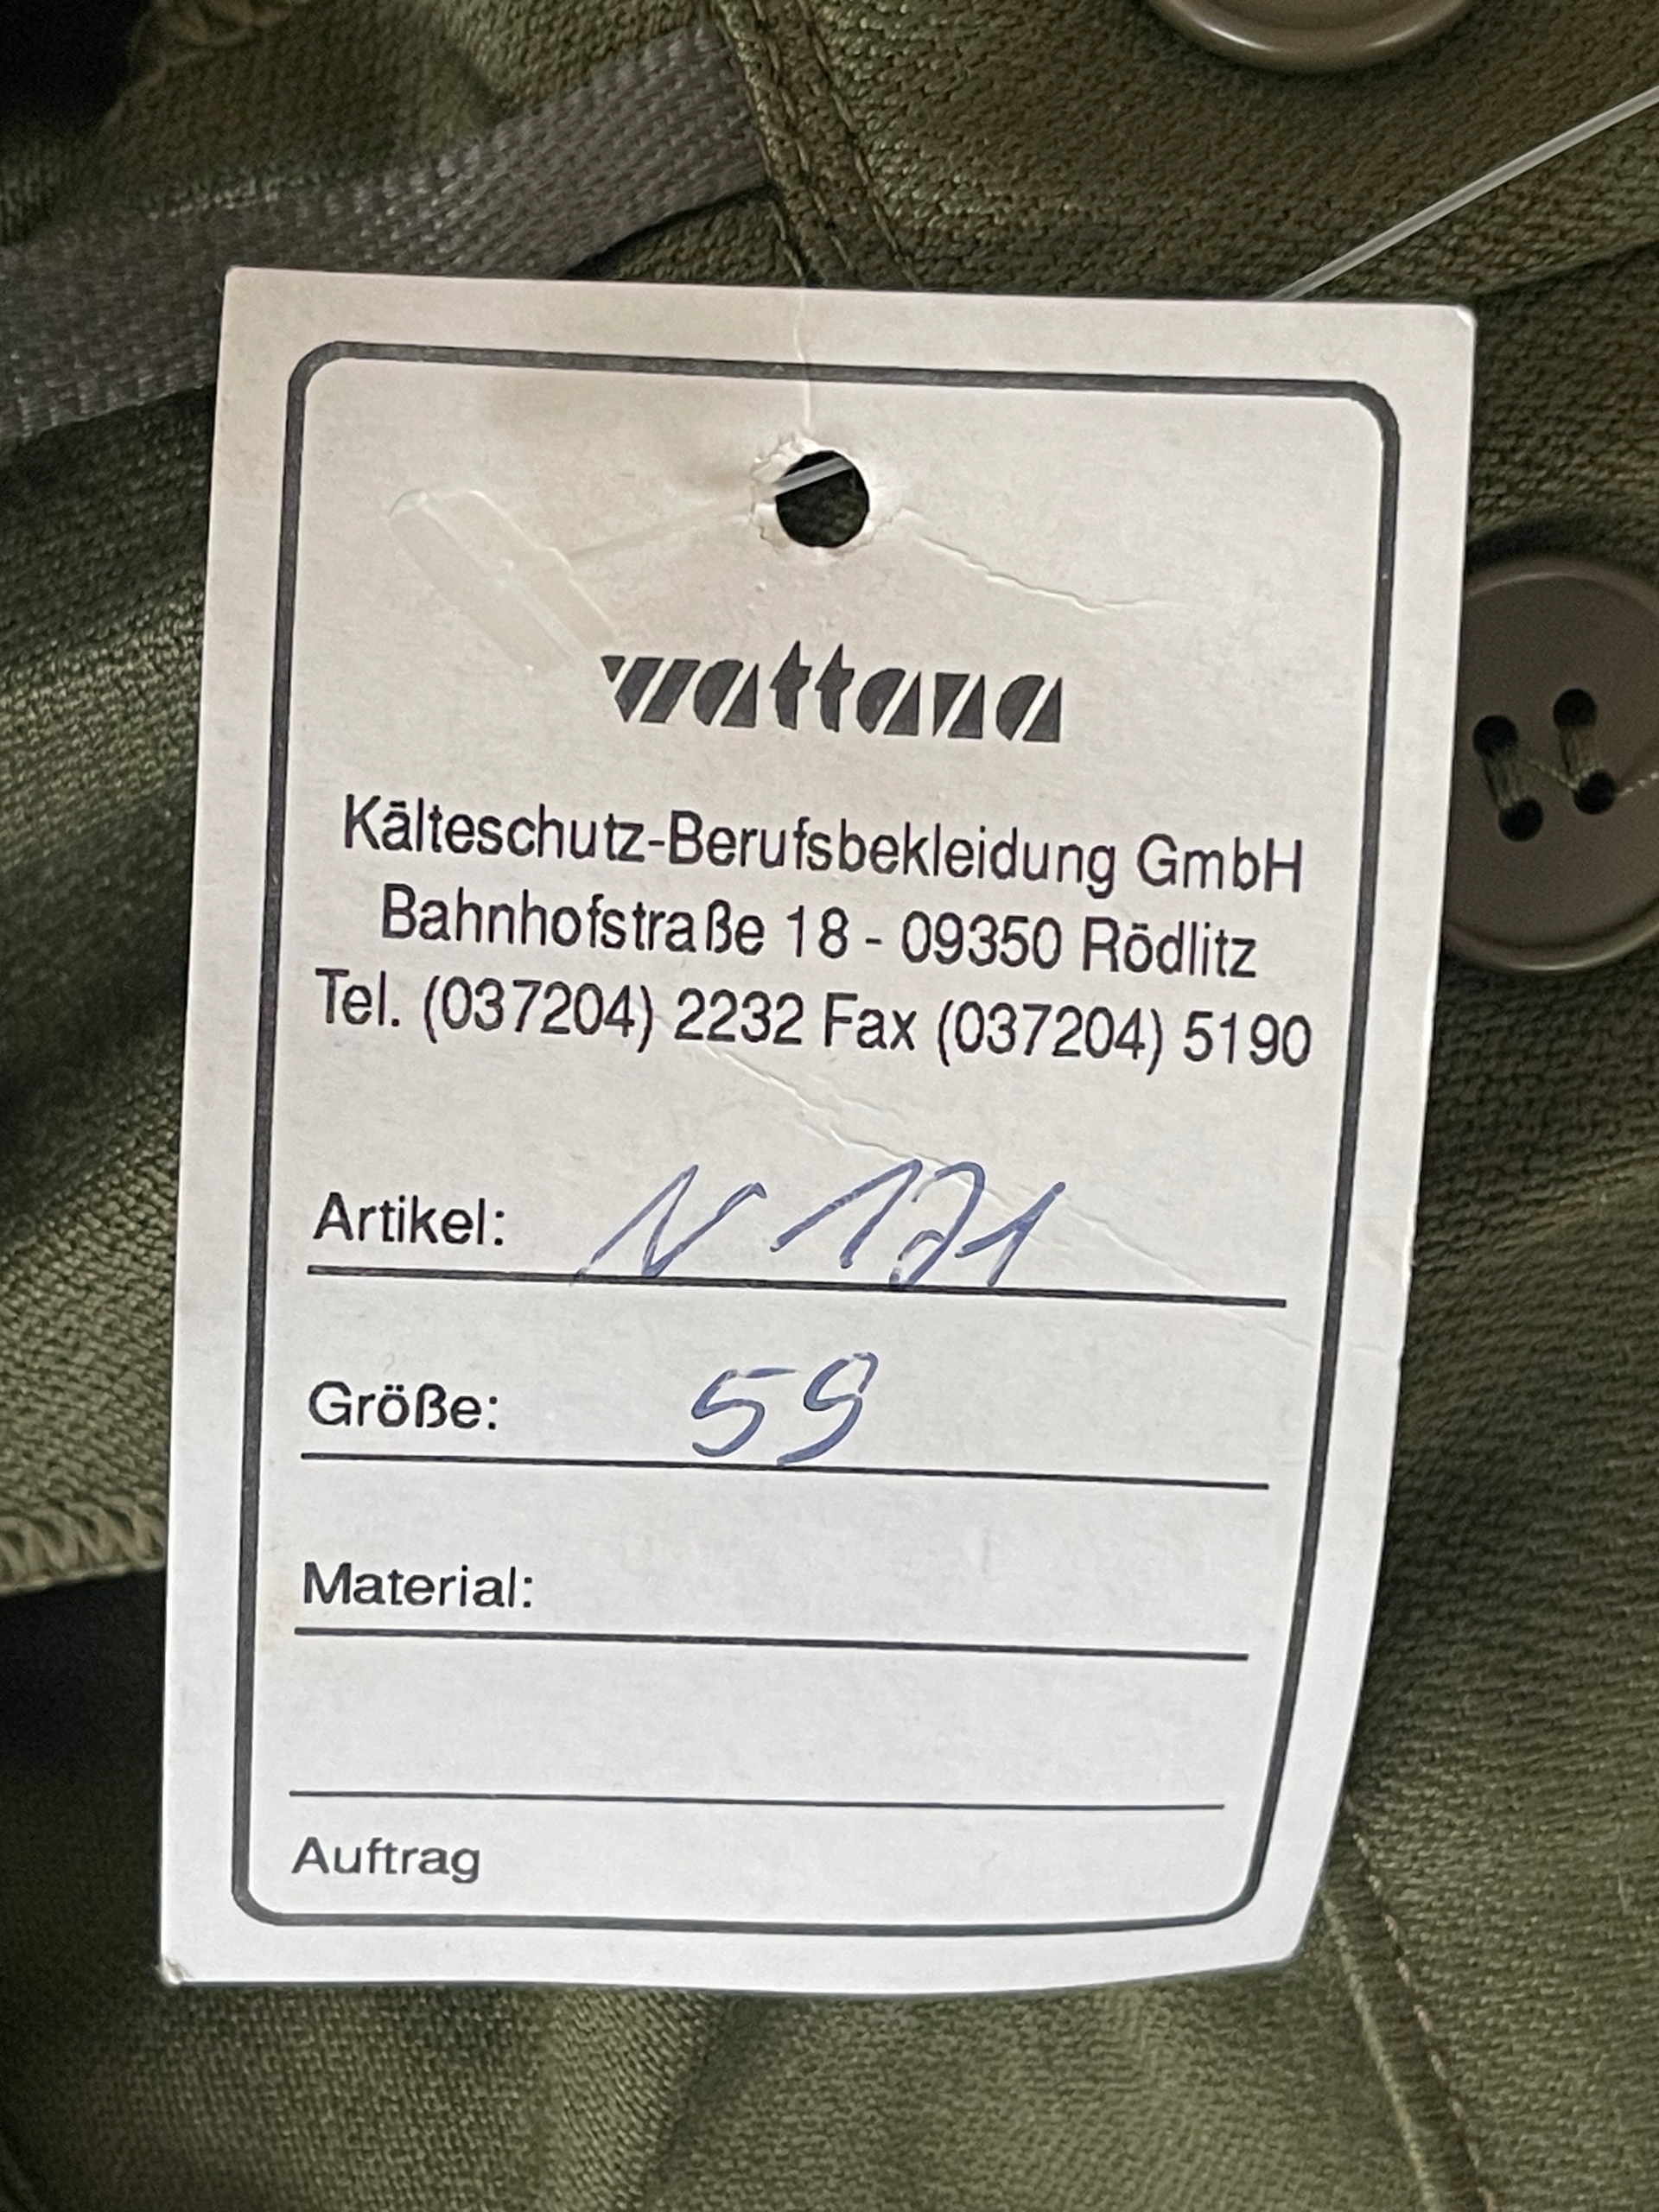 wattana
Kälteschutz-Berufsbekleidung GmbH
Bahnhofstraße 18 - 09350 Rödlitz
Tel. (037204) 2232 Fax (037204) 5190
Artikel: N 171
Größe: 59
Material:
Auftrag